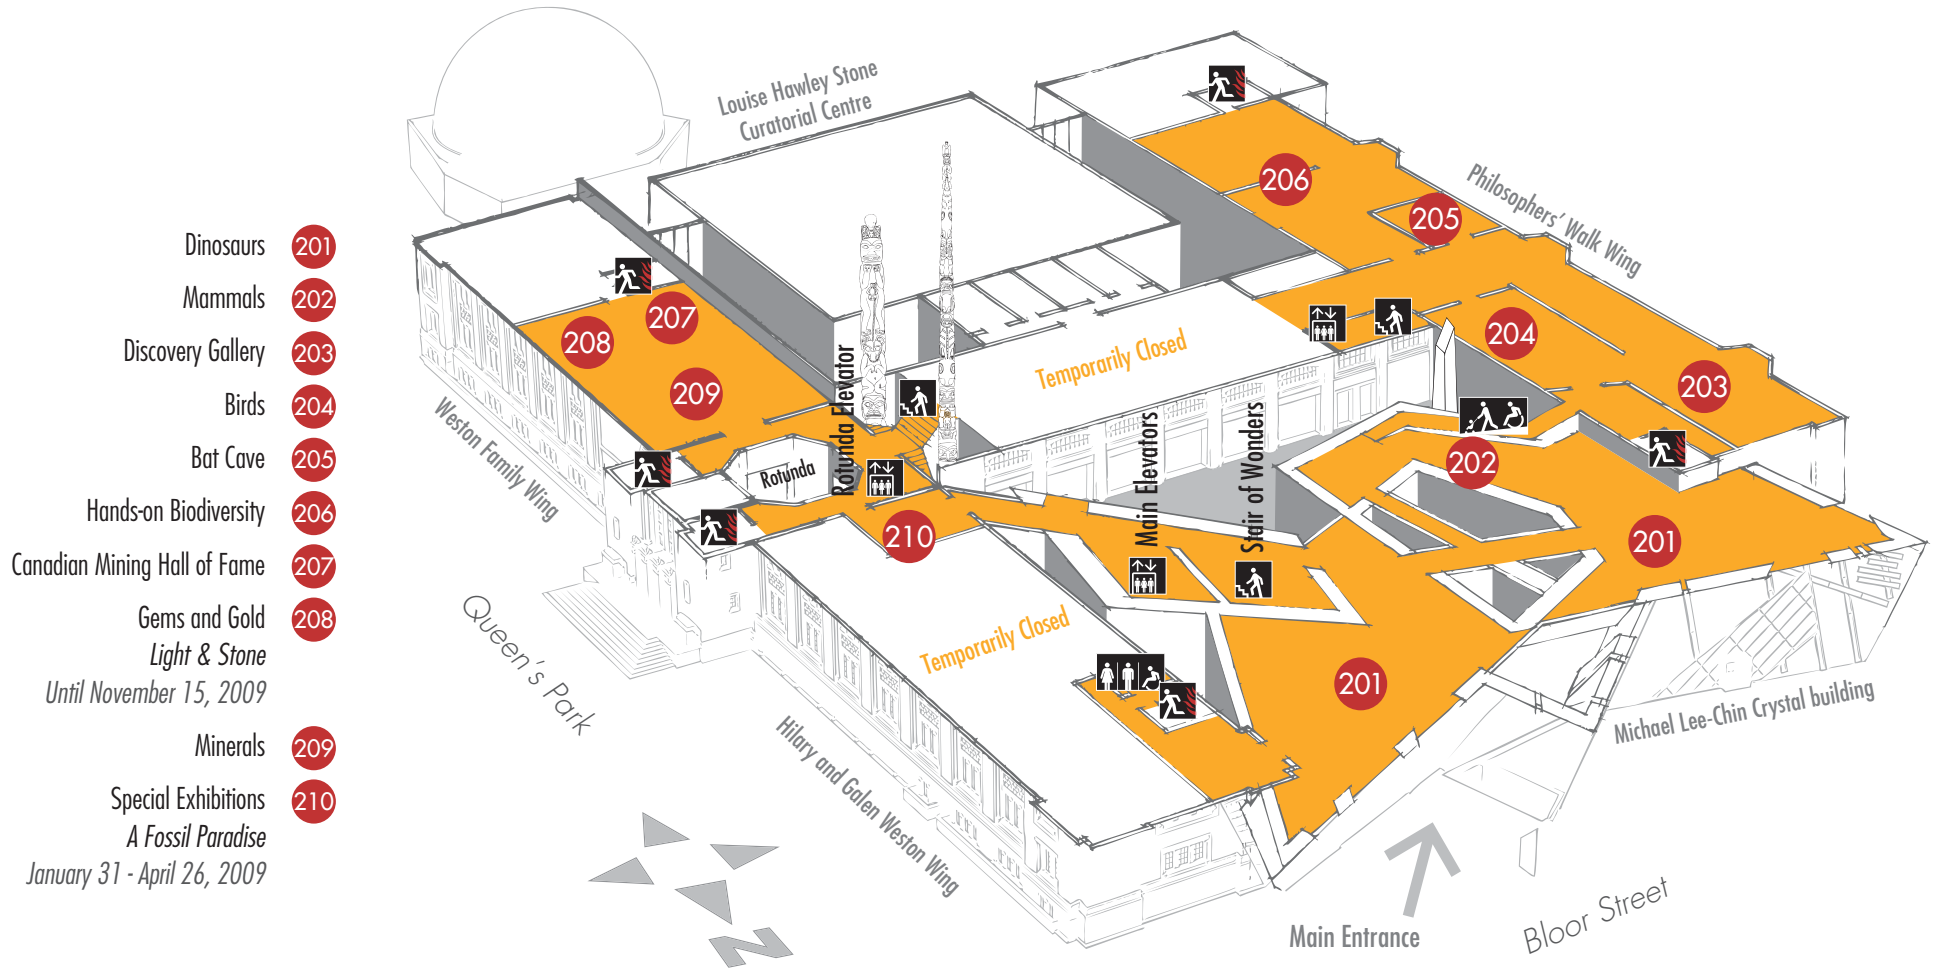 Dinosaurs 201
Mammals 202
Discovery Gallery 203
Birds 204
Bat Cave 205
Hands-on Biodiversity 206
Canadian Mining Hall of Fame 207
Gems and Gold 208
Light & Stone
Until November 15, 2009
Minerals 209
Special Exhibitions 210
A Fossil Paradise
January 31 - April 26, 2009
Louise Hawley Stone
Curatorial Centre
Philosophers' Walk Wing
206
205
204
203
207
208
209
Temporarily Closed
Rotunda Elevator
Weston Family Wing
Rotunda
Main Elevators
Stair of Wonders
202
201
210
Queen's Park
Temporarily Closed
201
Hilary and Galen Weston Wing
Michael Lee-Chin Crystal building
Main Entrance
Bloor Street
N